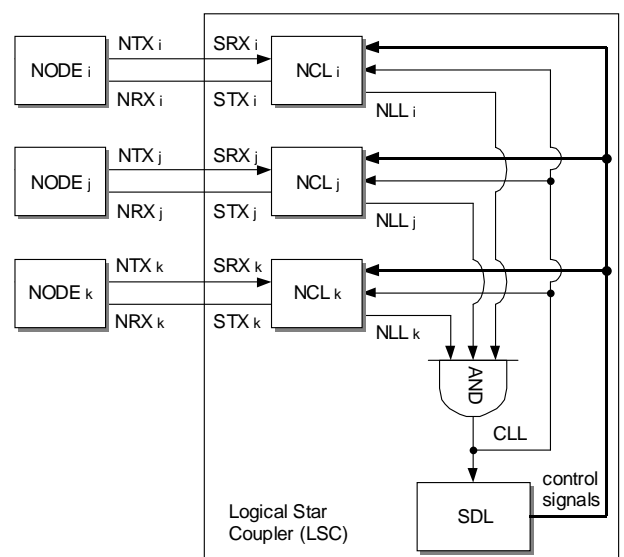 NTX i
SRX i
NODE i
NCL i
NRX i
STX i
NLL i
NTX j
SRX j
NODE j
NCL j
NRX j
STX j
NLL j
NTX k
SRX k
NODE k
NCL k
NRX k
STX k
NLL k
AND
CLL
control
signals
SDL
Logical Star
Coupler (LSC)